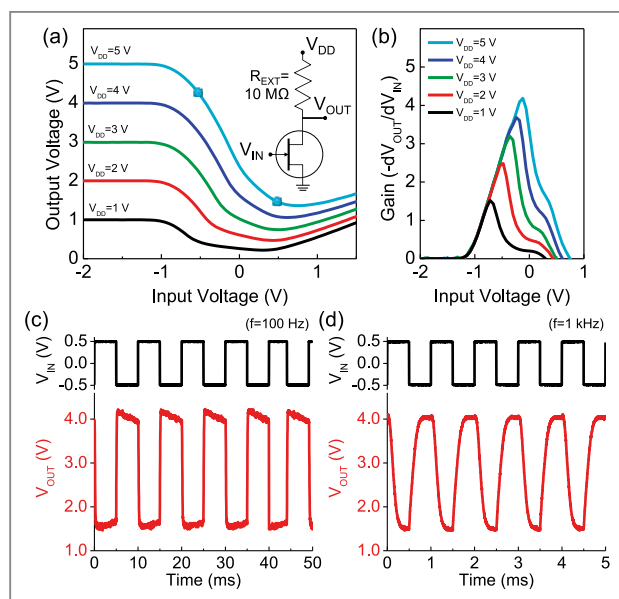 (a)
V_DD=5 V
V_DD=4 V
V_DD=3 V
V_DD=2 V
V_DD=1 V
V_DD
R_EXT=
10 MΩ
V_OUT
V_IN
Output Voltage (V)
6
5
4
3
2
1
0
-2
-1
0
1
Input Voltage (V)
(b)
V_DD=5 V
V_DD=4 V
V_DD=3 V
V_DD=2 V
V_DD=1 V
Gain (-dV_OUT/dV_IN)
6
5
4
3
2
1
0
-2
-1
0
1
Input Voltage (V)
(c)
(f=100 Hz)
V_IN (V)
0.5
0.0
-0.5
V_OUT (V)
4.0
3.0
2.0
1.0
0
10
20
30
40
50
Time (ms)
(d)
(f=1 kHz)
V_IN (V)
0.5
0.0
-0.5
V_OUT (V)
4.0
3.0
2.0
1.0
0
1
2
3
4
5
Time (ms)